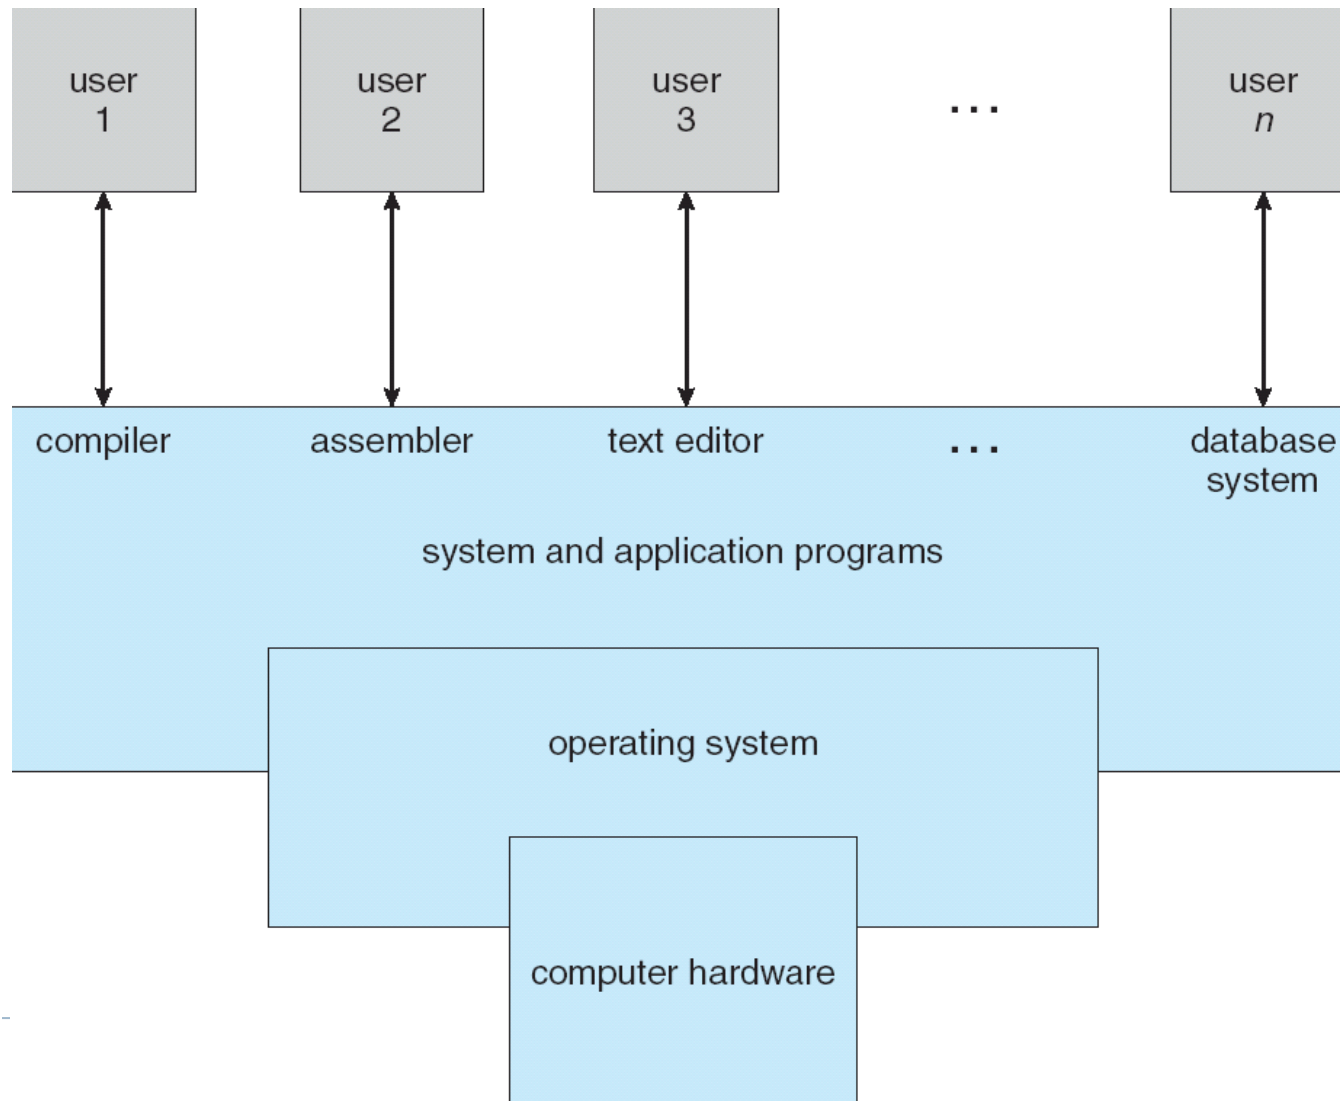 user
1
user
2
user
3
...
user
n
compiler
assembler
text editor
...
database
system
system and application programs
operating system
computer hardware